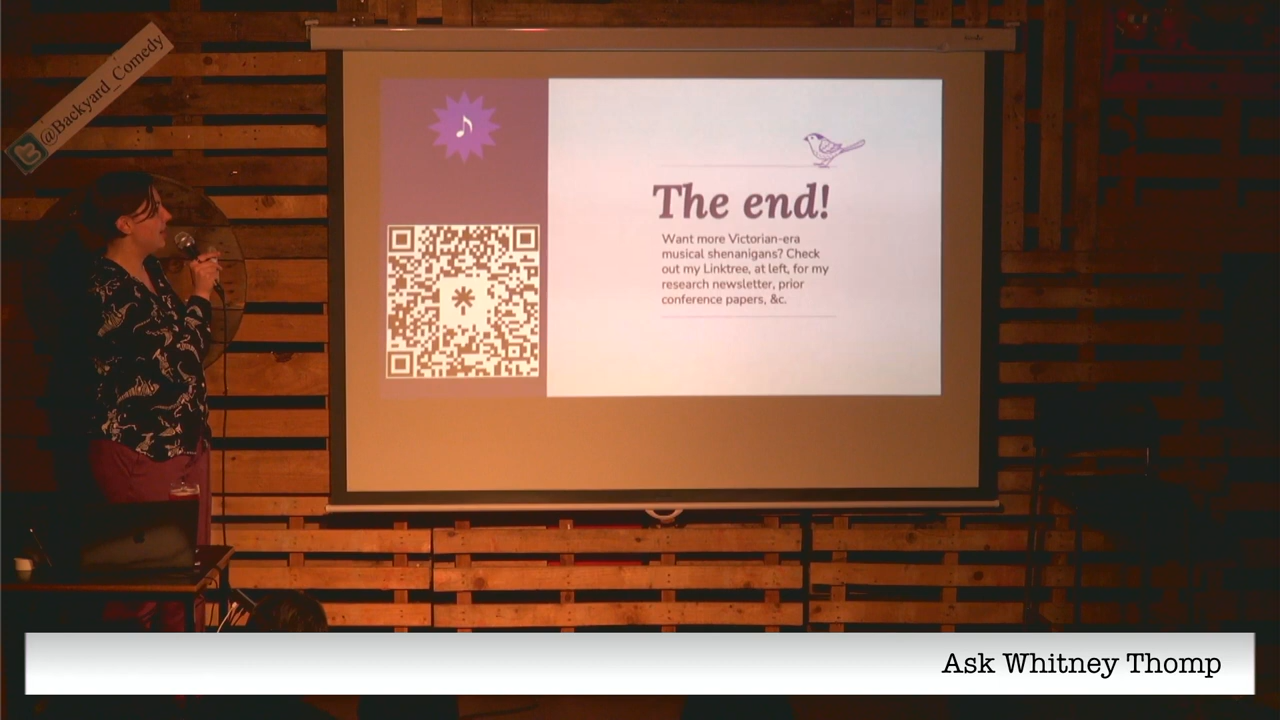 @Backyard_Comedy
The end!
Want more Victorian-era
musical shenanigans? Check
out my Linktree, at left, for my
research newsletter, prior
conference papers, &c.
Ask Whitney Thomp